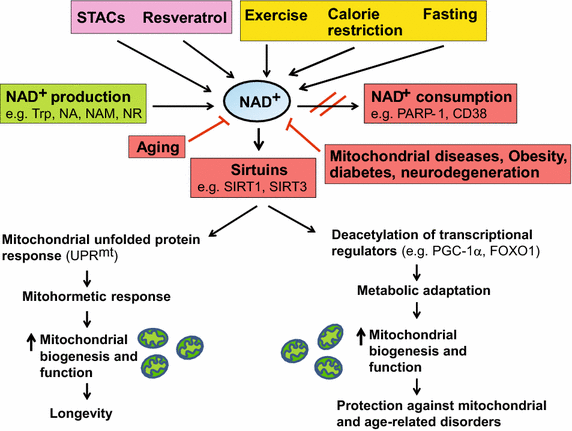 STACs Resveratrol
Exercise Calorie restriction Fasting
NAD+ production
e.g. Trp, NA, NAM, NR
NAD+
NAD+ consumption
e.g. PARP-1, CD38
Aging
Sirtuins
e.g. SIRT1, SIRT3
Mitochondrial diseases, Obesity,
diabetes, neurodegeneration
Mitochondrial unfolded protein
response (UPRmt)
Mitohormetic response
Mitochondrial
biogenesis and
function
Longevity
Deacetylation of transcriptional
regulators (e.g. PGC-1α, FOXO1)
Metabolic adaptation
Mitochondrial
biogenesis and
function
Protection against mitochondrial
and age-related disorders